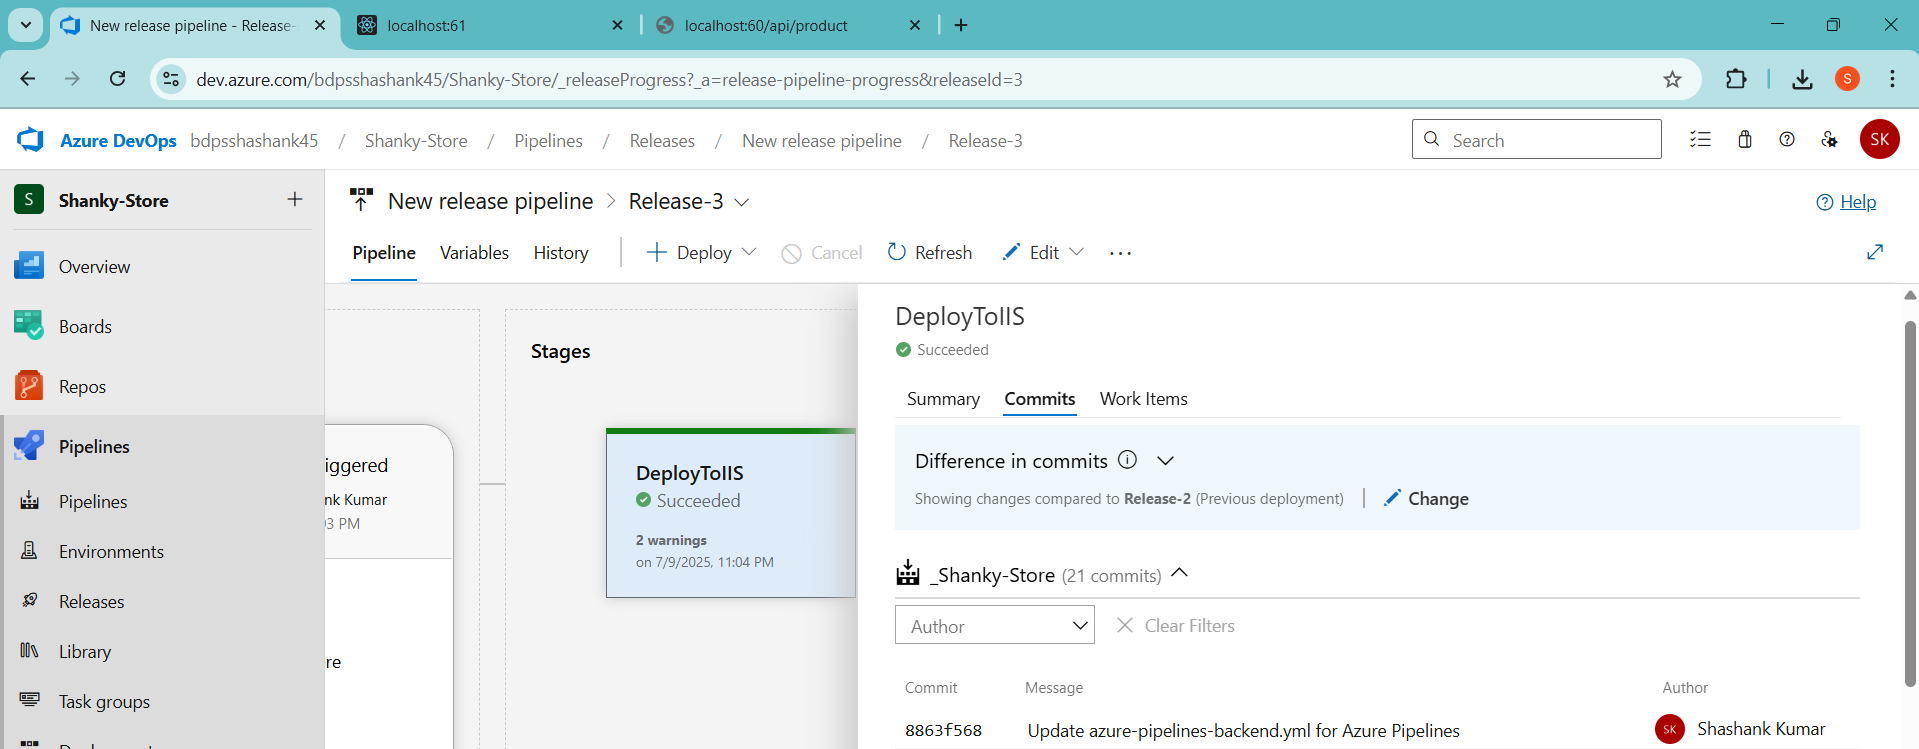 New release pipeline - Release-
localhost:61
localhost:60/api/product
dev.azure.com/bdpsshashank45/Shanky-Store/_releaseProgress?_a=release-pipeline-progress&releaseId=3
S
Azure DevOps bdpsshashank45 / Shanky-Store / Pipelines / Releases / New release pipeline / Release-3
Search
SK
S Shanky-Store
Overview
Boards
Repos
Pipelines
Pipelines
Environments
Releases
Library
Task groups
New release pipeline > Release-3
Help
Pipeline Variables History Deploy Cancel Refresh Edit
iggered
nk Kumar
03 PM
re
Stages
DeployToIIS
Succeeded
2 warnings
on 7/9/2025, 11:04 PM
DeployToIIS
Succeeded
Summary Commits Work Items
Difference in commits
Showing changes compared to Release-2 (Previous deployment) | Change
_Shanky-Store (21 commits)
Author Clear Filters
Commit Message Author
8863f568 Update azure-pipelines-backend.yml for Azure Pipelines SK Shashank Kumar